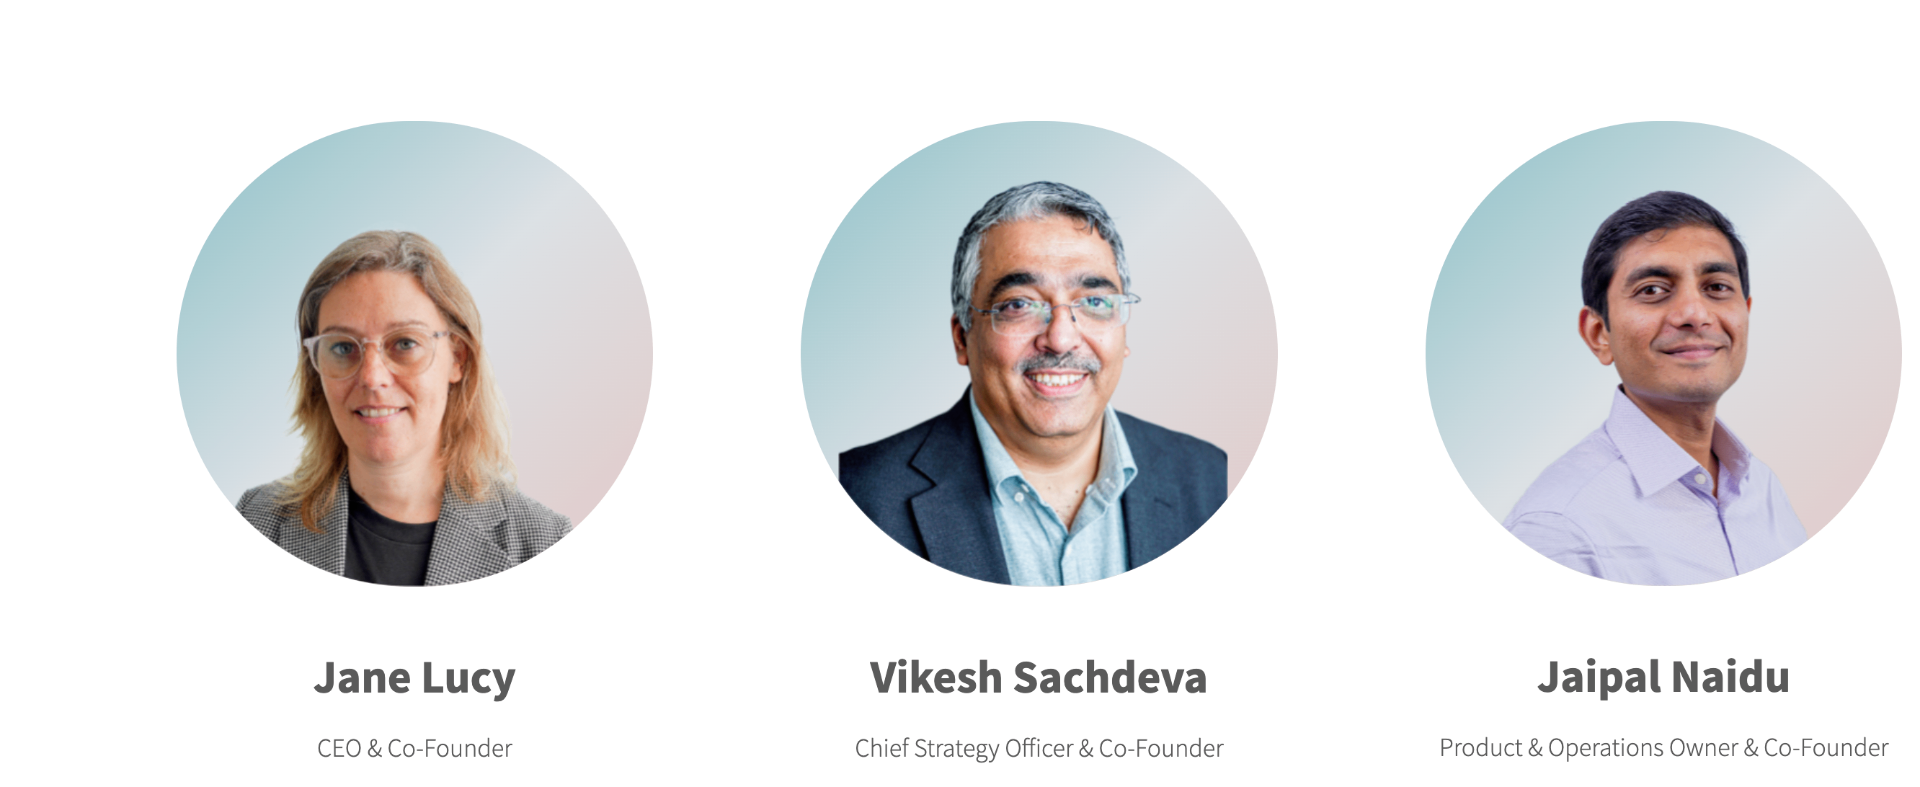 Jane Lucy
Vikesh Sachdeva
Jaipal Naidu
CEO & Co-Founder
Chief Strategy Officer & Co-Founder
Product & Operations Owner & Co-Founder